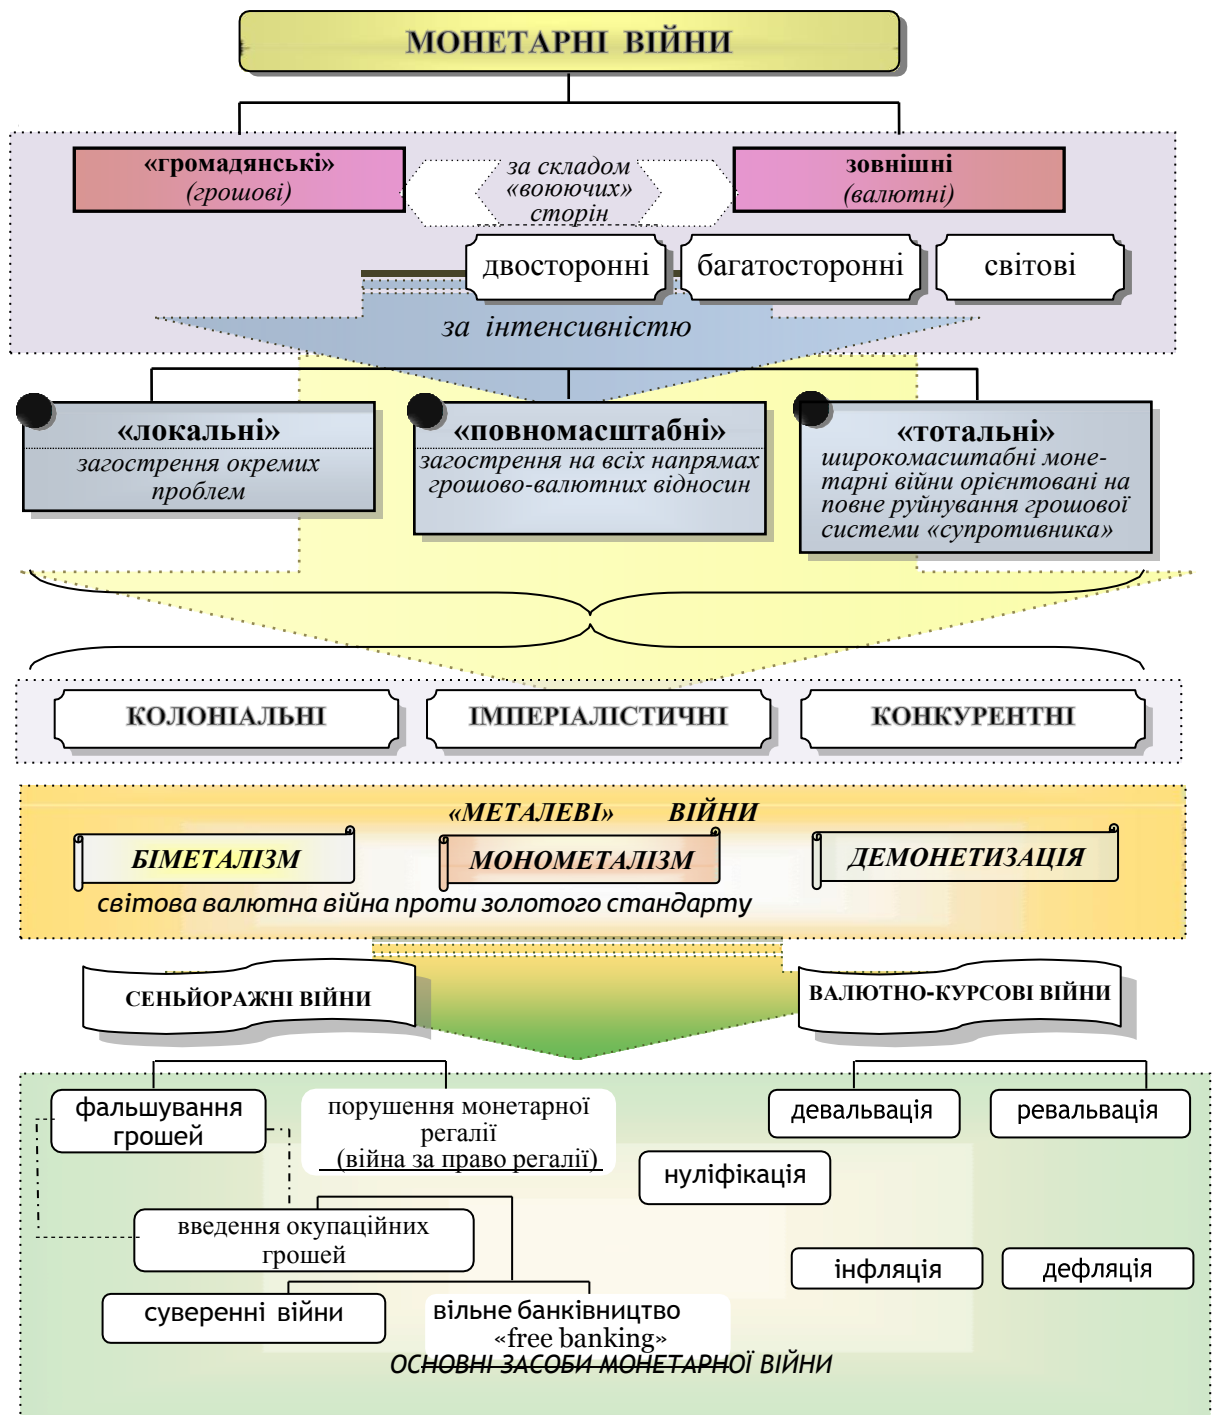 МОНЕТАРНІ ВІЙНИ
«громадянські»
(грошові)
за складом
«воюючих»
сторін
зовнішні
(валютні)
двосторонні
багатосторонні
світові
за інтенсивністю
«локальні»
загострення окремих
проблем
«повномасштабні»
загострення на всіх напрямах
грошово-валютних відносин
«тотальні»
широкомасштабні моне-
тарні війни орієнтовані на
повне руйнування грошової
системи «супротивника»
КОЛОНІАЛЬНІ
ІМПЕРІАЛІСТИЧНІ
КОНКУРЕНТНІ
«МЕТАЛЕВІ» ВІЙНИ
БІМЕТАЛІЗМ
МОНОМЕТАЛІЗМ
ДЕМОНЕТИЗАЦІЯ
світова валютна війна проти золотого стандарту
СЕНЬЙОРАЖНІ ВІЙНИ
ВАЛЮТНО-КУРСОВІ ВІЙНИ
фальшування
грошей
порушення монетарної
регалії
(війна за право регалії)
девальвація
ревальвація
нуліфікація
введення окупаційних
грошей
інфляція
дефляція
суверенні війни
вільне банківництво
«free banking»
ОСНОВНІ ЗАСОБИ МОНЕТАРНОЇ ВІЙНИ